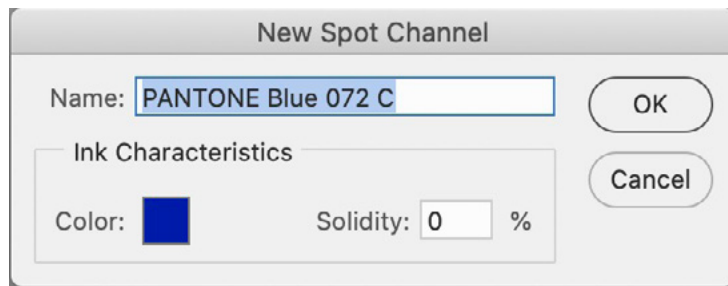 New Spot Channel
Name: PANTONE Blue 072 C
OK
Ink Characteristics
Cancel
Color:
Solidity: 0 %